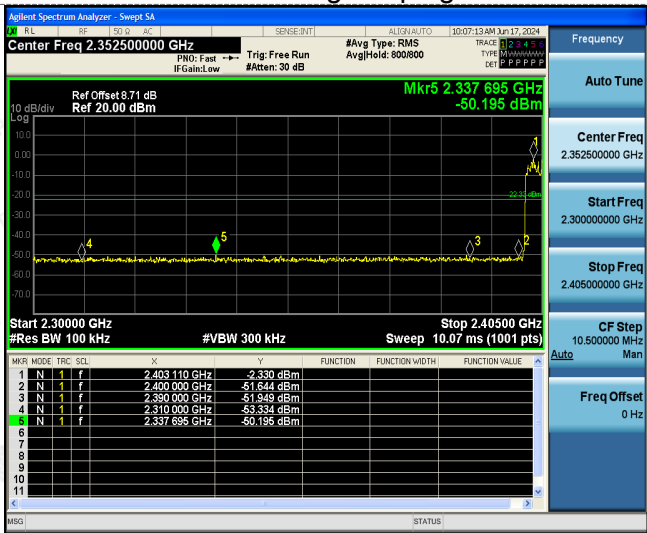 Agilent Spectrum Analyzer - Swept SA
RL RF 50 Ω AC SENSE:INT ALIGN AUTO 10:07:13 AM Jun 17, 2024
Center Freq 2.352500000 GHz #Avg Type: RMS TRACE 1 2 3 4 5 6
PNO: Fast Trig: Free Run Avg|Hold: 800/800 TYPE
IFGain:Low #Atten: 30 dB DET P P P P P P
Frequency
Auto Tune
Ref Offset 8.71 dB Mkr5 2.337 695 GHz
10 dB/div Ref 20.00 dBm -50.195 dBm
Log
10.0
0.00
-10.0
-20.0
-30.0
-40.0
-50.0
-60.0
-70.0
1
-22.33 dBm
4 5 3 2
Center Freq
2.352500000 GHz
Start Freq
2.300000000 GHz
Stop Freq
2.405000000 GHz
CF Step
10.500000 MHz
Auto Man
Freq Offset
0 Hz
Start 2.30000 GHz Stop 2.40500 GHz
#Res BW 100 kHz #VBW 300 kHz Sweep 10.07 ms (1001 pts)
MKR MODE TRC SCL X Y FUNCTION FUNCTION WIDTH FUNCTION VALUE
1 N 1 f 2.403 110 GHz -2.330 dBm
2 N 1 f 2.400 000 GHz -51.644 dBm
3 N 1 f 2.390 000 GHz -51.949 dBm
4 N 1 f 2.310 000 GHz -53.334 dBm
5 N 1 f 2.337 695 GHz -50.195 dBm
6
7
8
9
10
11
MSG STATUS